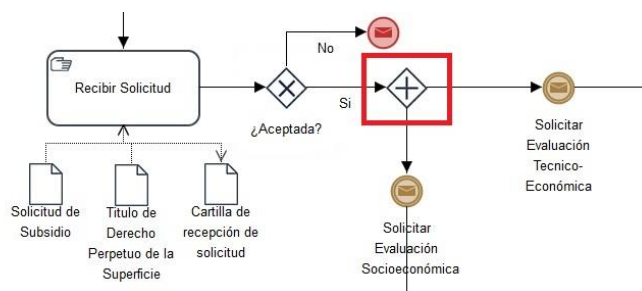 Recibir Solicitud
No
Si
¿Aceptada?
Solicitar
Evaluación
Tecnico-
Económica
Solicitud de
Subsidio
Titulo de
Derecho
Perpetuo de la
Superficie
Cartilla de
recepción de
solicitud
Solicitar
Evaluación
Socioeconómica